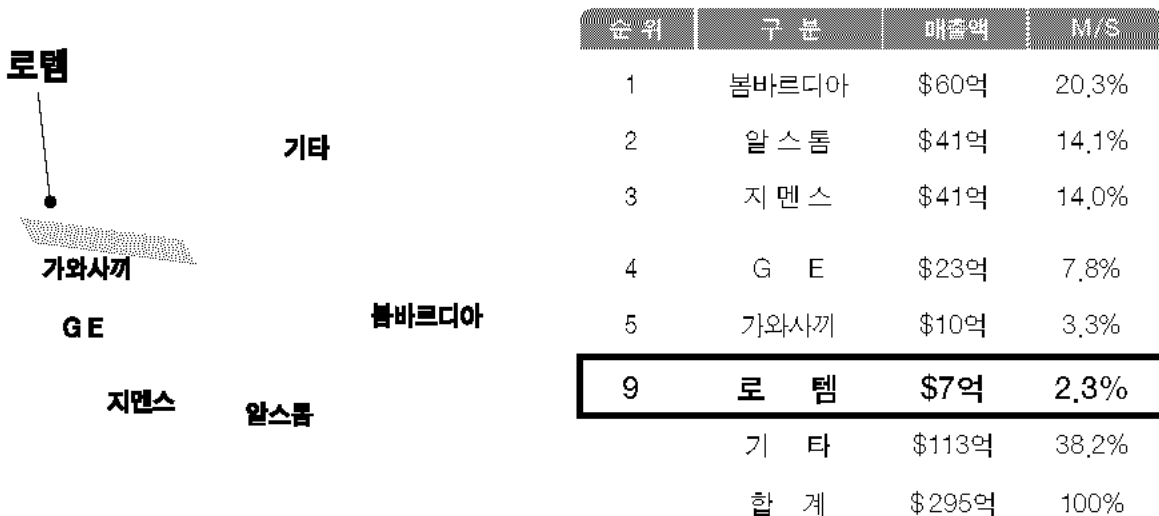 로템
기타
가와사끼
GE
봄바르디아
지멘스
알스톰
순 위 구 분 매출액 M/S
1 봄바르디아 $60억 20.3%
2 알 스 톰 $41억 14.1%
3 지 멘 스 $41억 14.0%
4 G E $23억 7.8%
5 가와사끼 $10억 3.3%
9 로 템 $7억 2.3%
기 타 $113억 38.2%
합 계 $295억 100%